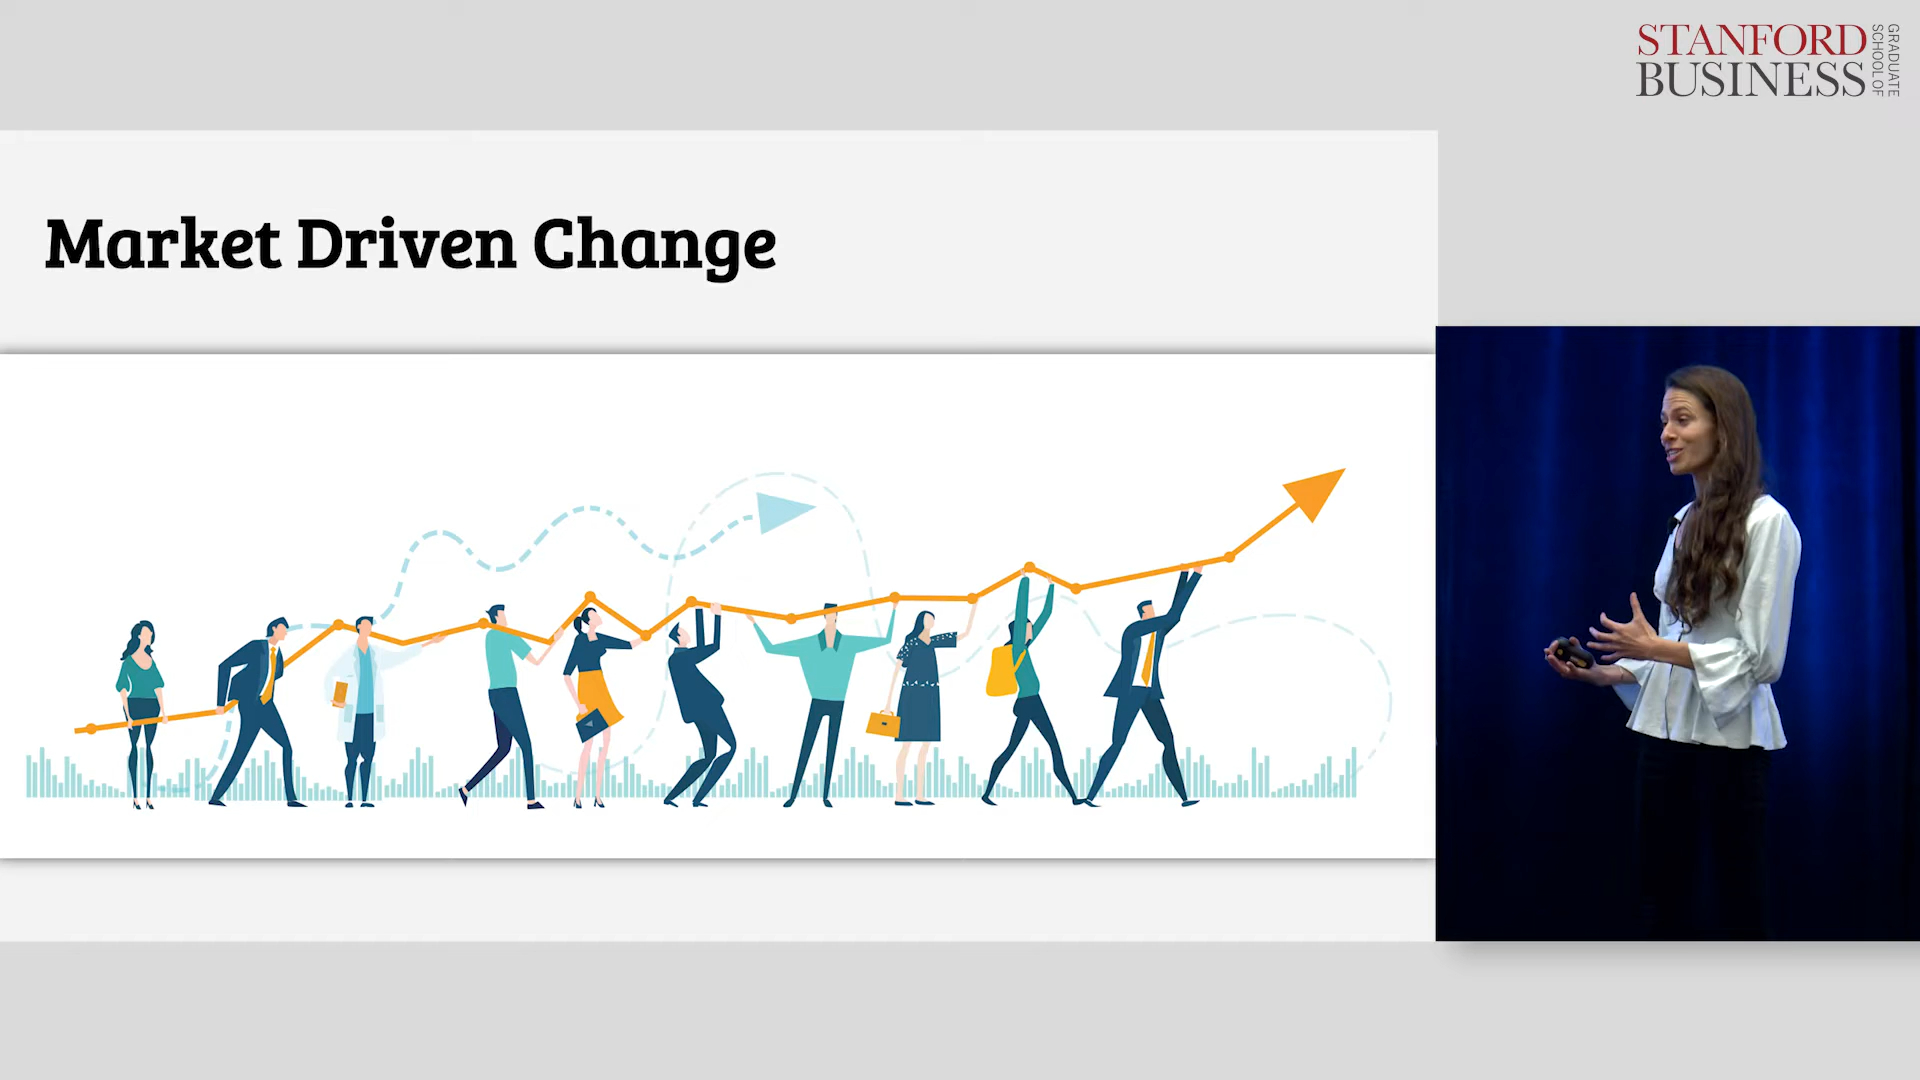 STANFORD
BUSINESS
GRADUATE
SCHOOL OF
Market Driven Change